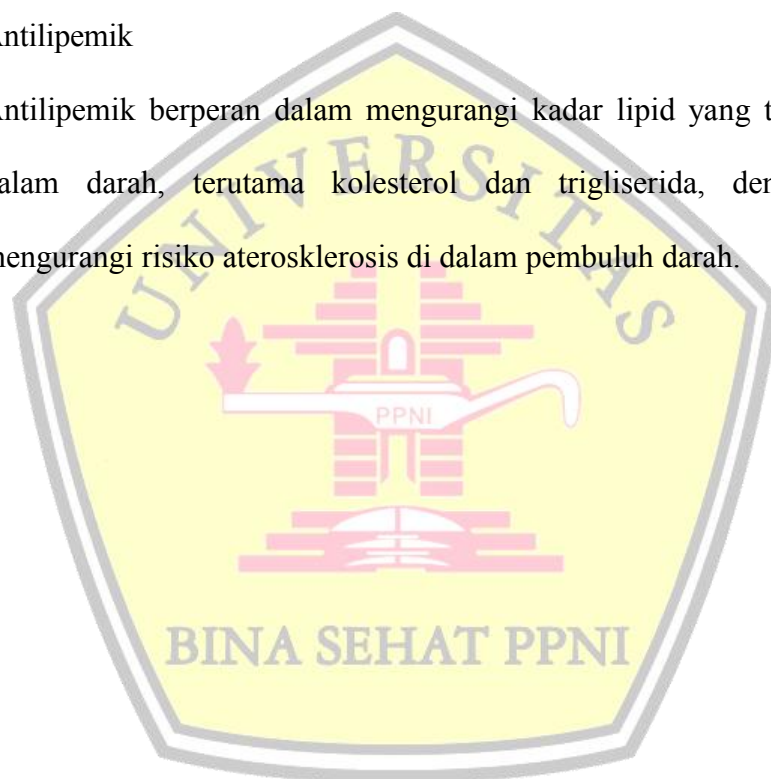 Antilipemik
Antilipemik berperan dalam mengurangi kadar lipid yang
dalam darah, terutama kolesterol dan trigliserida,
mengurangi risiko aterosklerosis di dalam pembuluh darah.
UNIVERSITAS
PPNI
BINA SEHAT PPNI